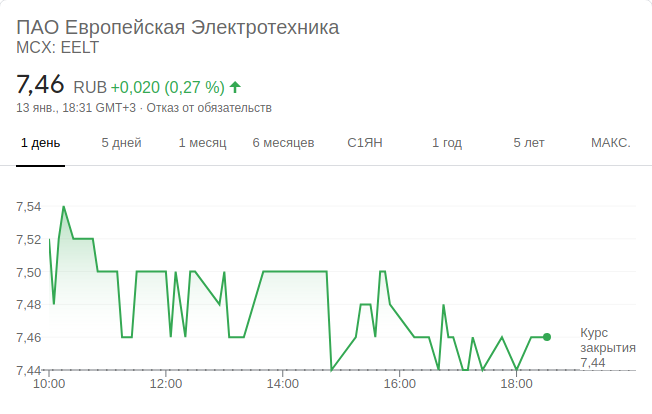 ПАО Европейская Электротехника
MCX: EELT
7,46 RUB +0,020 (0,27 %)
13 янв., 18:31 GMT+3 · Отказ от обязательств
1 день 5 дней 1 месяц 6 месяцев С1ЯН 1 год 5 лет МАКС.
7,54
7,52
7,50
7,48
7,46
7,44
Курс
закрытия
7,44
10:00 12:00 14:00 16:00 18:00